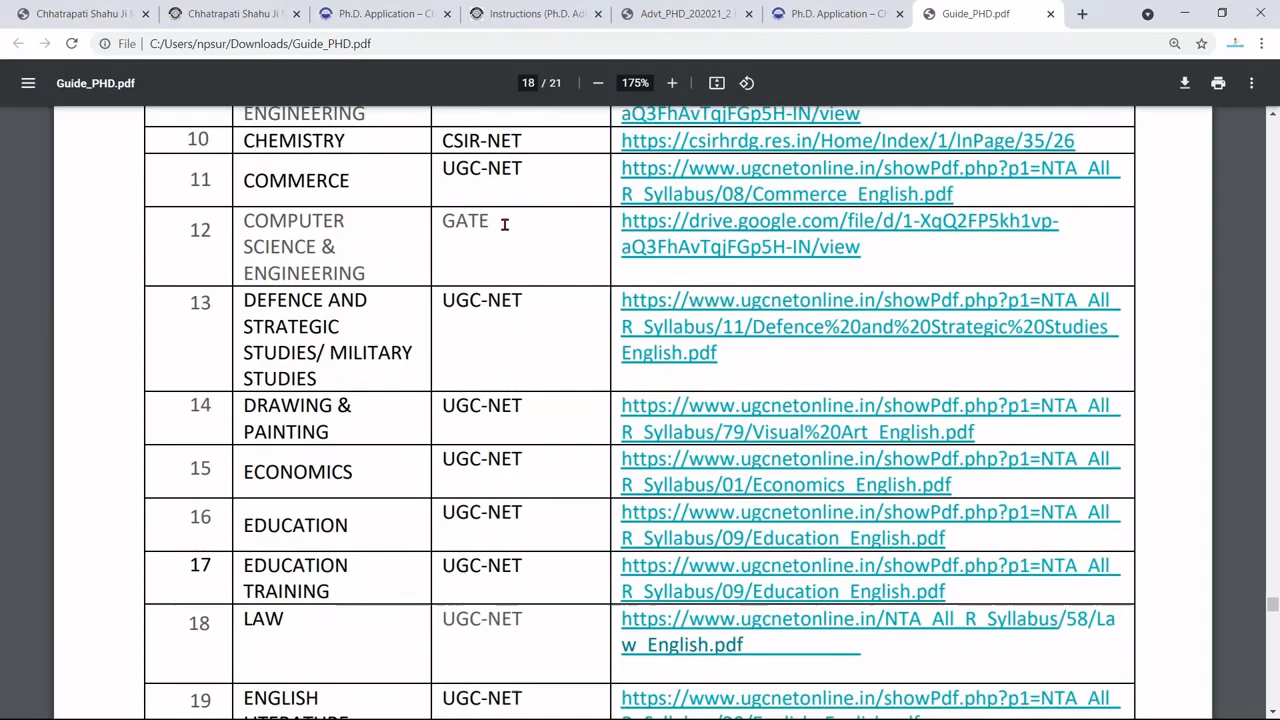 Chhatrapati Shahu Ji M
Chhatrapati Shahu Ji M
Ph.D. Application – Ch
Instructions (Ph.D. Adm
Advt_PHD_202021_2
Ph.D. Application – Ch
Guide_PHD.pdf
File
C:/Users/npsur/Downloads/Guide_PHD.pdf
Guide_PHD.pdf
18 / 21
175%
ENGINEERING
aQ3FhAvTqjFGp5H-IN/view
10
CHEMISTRY
CSIR-NET
https://csirhrdg.res.in/Home/Index/1/InPage/35/26
11
COMMERCE
UGC-NET
https://www.ugcnetonline.in/showPdf.php?p1=NTA_All_
R_Syllabus/08/Commerce_English.pdf
12
COMPUTER
SCIENCE &
ENGINEERING
GATE
https://drive.google.com/file/d/1-XqQ2FP5kh1vp-
aQ3FhAvTqjFGp5H-IN/view
13
DEFENCE AND
STRATEGIC
STUDIES/ MILITARY
STUDIES
UGC-NET
https://www.ugcnetonline.in/showPdf.php?p1=NTA_All_
R_Syllabus/11/Defence%20and%20Strategic%20Studies_
English.pdf
14
DRAWING &
PAINTING
UGC-NET
https://www.ugcnetonline.in/showPdf.php?p1=NTA_All_
R_Syllabus/79/Visual%20Art_English.pdf
15
ECONOMICS
UGC-NET
https://www.ugcnetonline.in/showPdf.php?p1=NTA_All_
R_Syllabus/01/Economics_English.pdf
16
EDUCATION
UGC-NET
https://www.ugcnetonline.in/showPdf.php?p1=NTA_All_
R_Syllabus/09/Education_English.pdf
17
EDUCATION
TRAINING
UGC-NET
https://www.ugcnetonline.in/showPdf.php?p1=NTA_All_
R_Syllabus/09/Education_English.pdf
18
LAW
UGC-NET
https://www.ugcnetonline.in/NTA_All_R_Syllabus/58/La
w_English.pdf
19
ENGLISH
LITERATURE
UGC-NET
https://www.ugcnetonline.in/showPdf.php?p1=NTA_All_